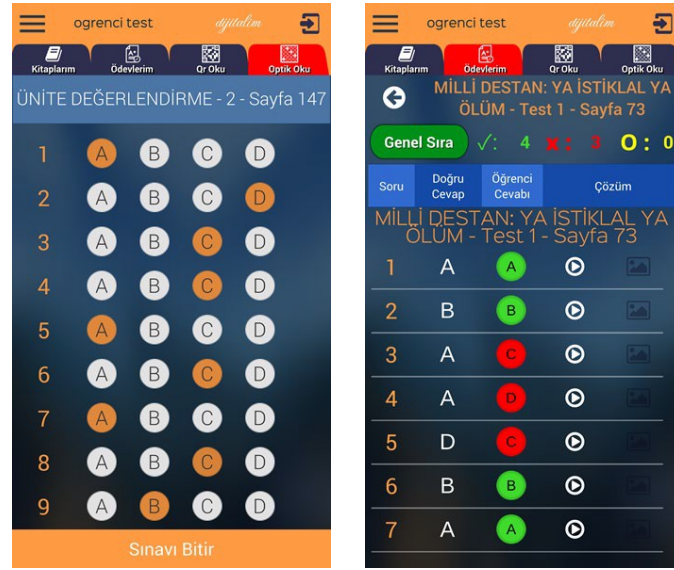 ogrenci test dijitalim
Kitaplarım Ödevlerim Qr Oku Optik Oku
ÜNİTE DEĞERLENDİRME - 2 - Sayfa 147
1 A B C D
2 A B C D
3 A B C D
4 A B C D
5 A B C D
6 A B C D
7 A B C D
8 A B C D
9 A B C D
Sınavı Bitir
ogrenci test dijitalim
Kitaplarım Ödevlerim Qr Oku Optik Oku
MİLLİ DESTAN: YA İSTİKLAL YA
ÖLÜM - Test 1 - Sayfa 73
Genel Sıra ✓: 4 ✖: 3 O: 0
Soru Doğru Cevap Öğrenci Cevabı Çözüm
MİLLİ DESTAN: YA İSTİKLAL YA
ÖLÜM - Test 1 - Sayfa 73
1 A A
2 B B
3 A C
4 A D
5 D C
6 B B
7 A A